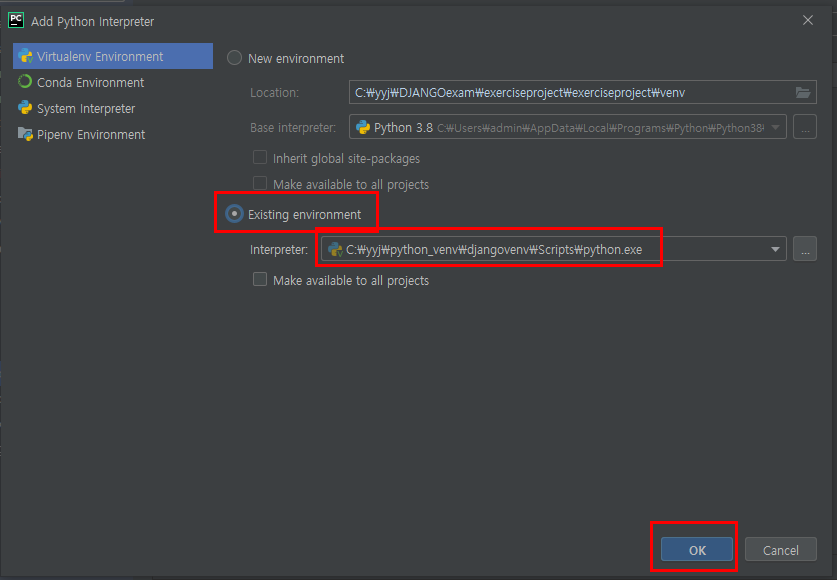 PC Add Python Interpreter
Virtualenv Environment
Conda Environment
System Interpreter
Pipenv Environment
New environment
Location: C:₩yyj₩DJANGOexam₩exerciseproject₩exerciseproject₩venv
Base interpreter: Python 3.8 C:₩Users₩admin₩AppData₩Local₩Programs₩Python₩Python38 ...
Inherit global site-packages
Make available to all projects
Existing environment
Interpreter: C:₩yyj₩python_venv₩djangovenv₩Scripts₩python.exe ...
Make available to all projects
OK Cancel